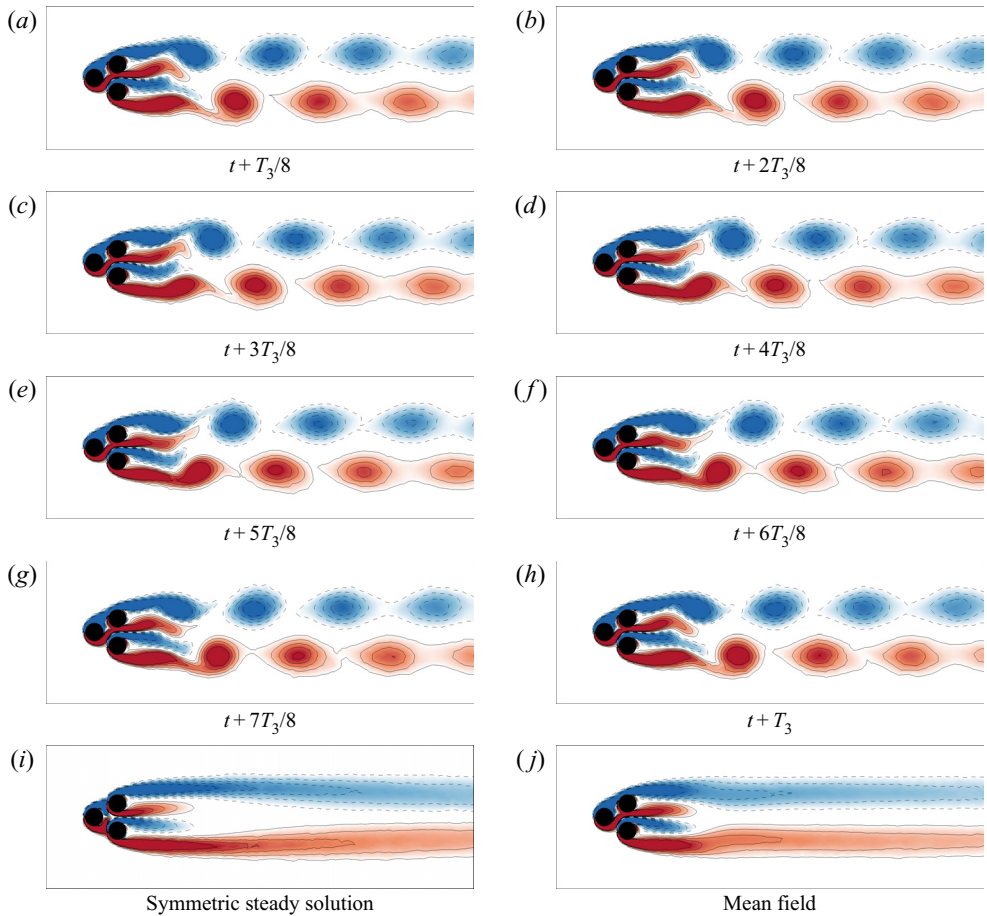 (a) (b)
t + T3/8 t + 2T3/8
(c) (d)
t + 3T3/8 t + 4T3/8
(e) (f)
t + 5T3/8 t + 6T3/8
(g) (h)
t + 7T3/8 t + T3
(i) (j)
Symmetric steady solution Mean field